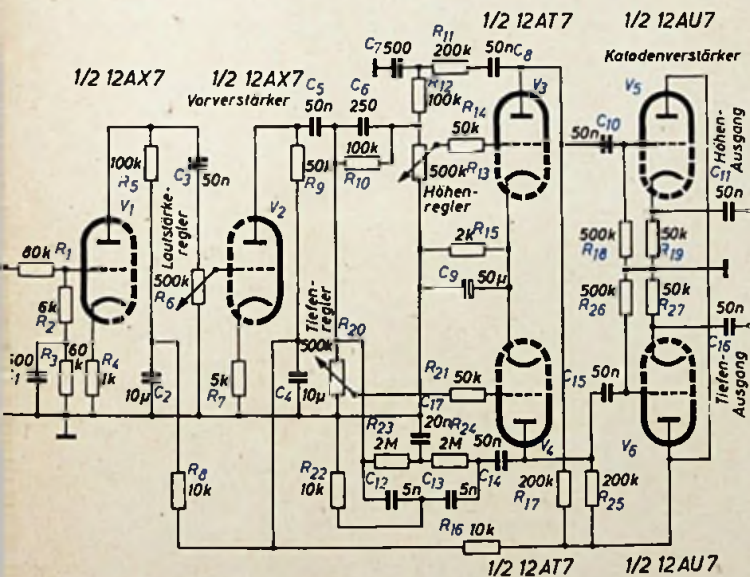 1/2 12AT7
1/2 12AU7
1/2 12AX7
1/2 12AX7
Vorverstärker
Katodenverstärker
C7 500
R11
200k
50n
C8
R12
100k
V3
V5
C5
50n
C6
250
R14
50k
50n
C10
Höhen-
Ausgang
100k
R5
C3
50n
50k
R9
100k
R10
500k
R13
Höhen-
regler
C11
50n
V1
Lautstärke-
regler
V2
2k
R15
500k
R18
50k
R19
80k
R1
500k
R6
C9
50µ
500k
R26
50k
R27
6k
R2
Tiefen-
regler
R20
500k
50n
C16
500
R3
60
k
R4
1k
10µ
C2
5k
R7
C4
10µ
R21
50k
C15
50n
Tiefen-
Ausgang
C17
20n
R23
2M
R24
2M
50n
C14
V4
V6
R8
10k
R22
10k
C12
5n
C13
5n
200k
R17
200k
R25
R16
10k
1/2 12AT7
1/2 12AU7